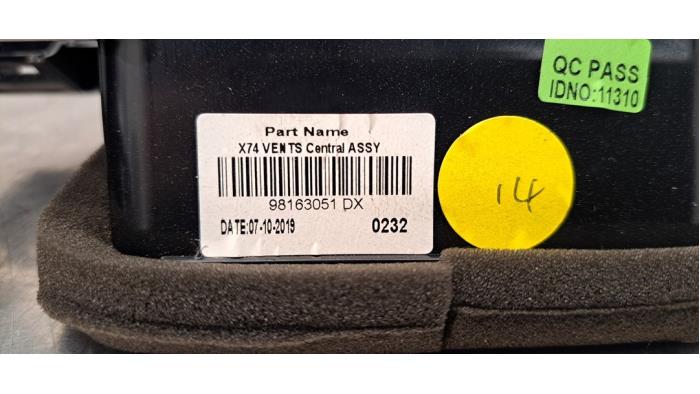 QC PASS
IDNO:11310
Part Name
X74 VENTS Central ASSY
98163051 DX
DATE:07-10-2019 0232
14